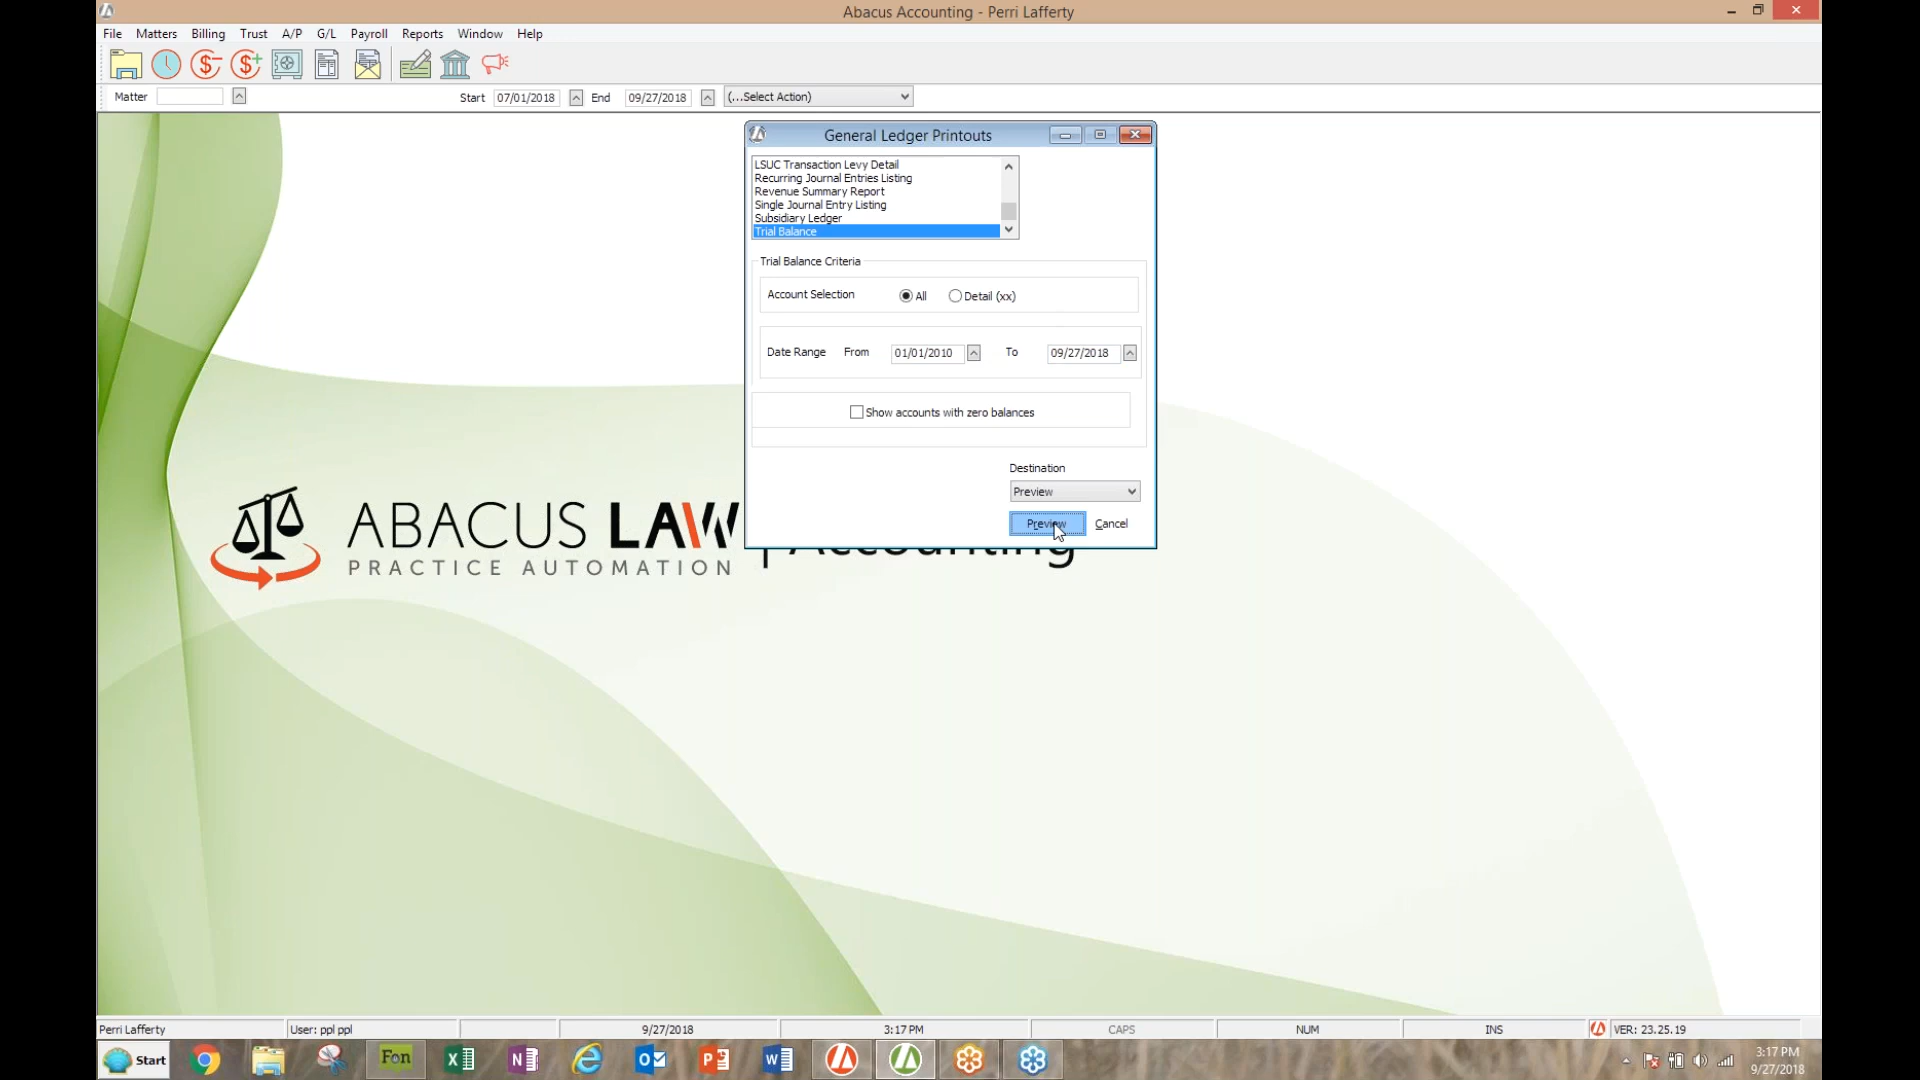 Abacus Accounting - Perri Lafferty
File Matters Billing Trust A/P G/L Payroll Reports Window Help
Matter Start 07/01/2018 End 09/27/2018 (...Select Action)
General Ledger Printouts
LSUC Transaction Levy Detail
Recurring Journal Entries Listing
Revenue Summary Report
Single Journal Entry Listing
Subsidiary Ledger
Trial Balance
Trial Balance Criteria
Account Selection All Detail (xx)
Date Range From 01/01/2010 To 09/27/2018
Show accounts with zero balances
Destination
Preview
Preview Cancel
ABACUS LAW | Accounting
PRACTICE AUTOMATION
Perri Lafferty User: ppl ppl 9/27/2018 3:17 PM CAPS NUM INS VER: 23.25.19
Start Fon 3:17 PM
9/27/2018